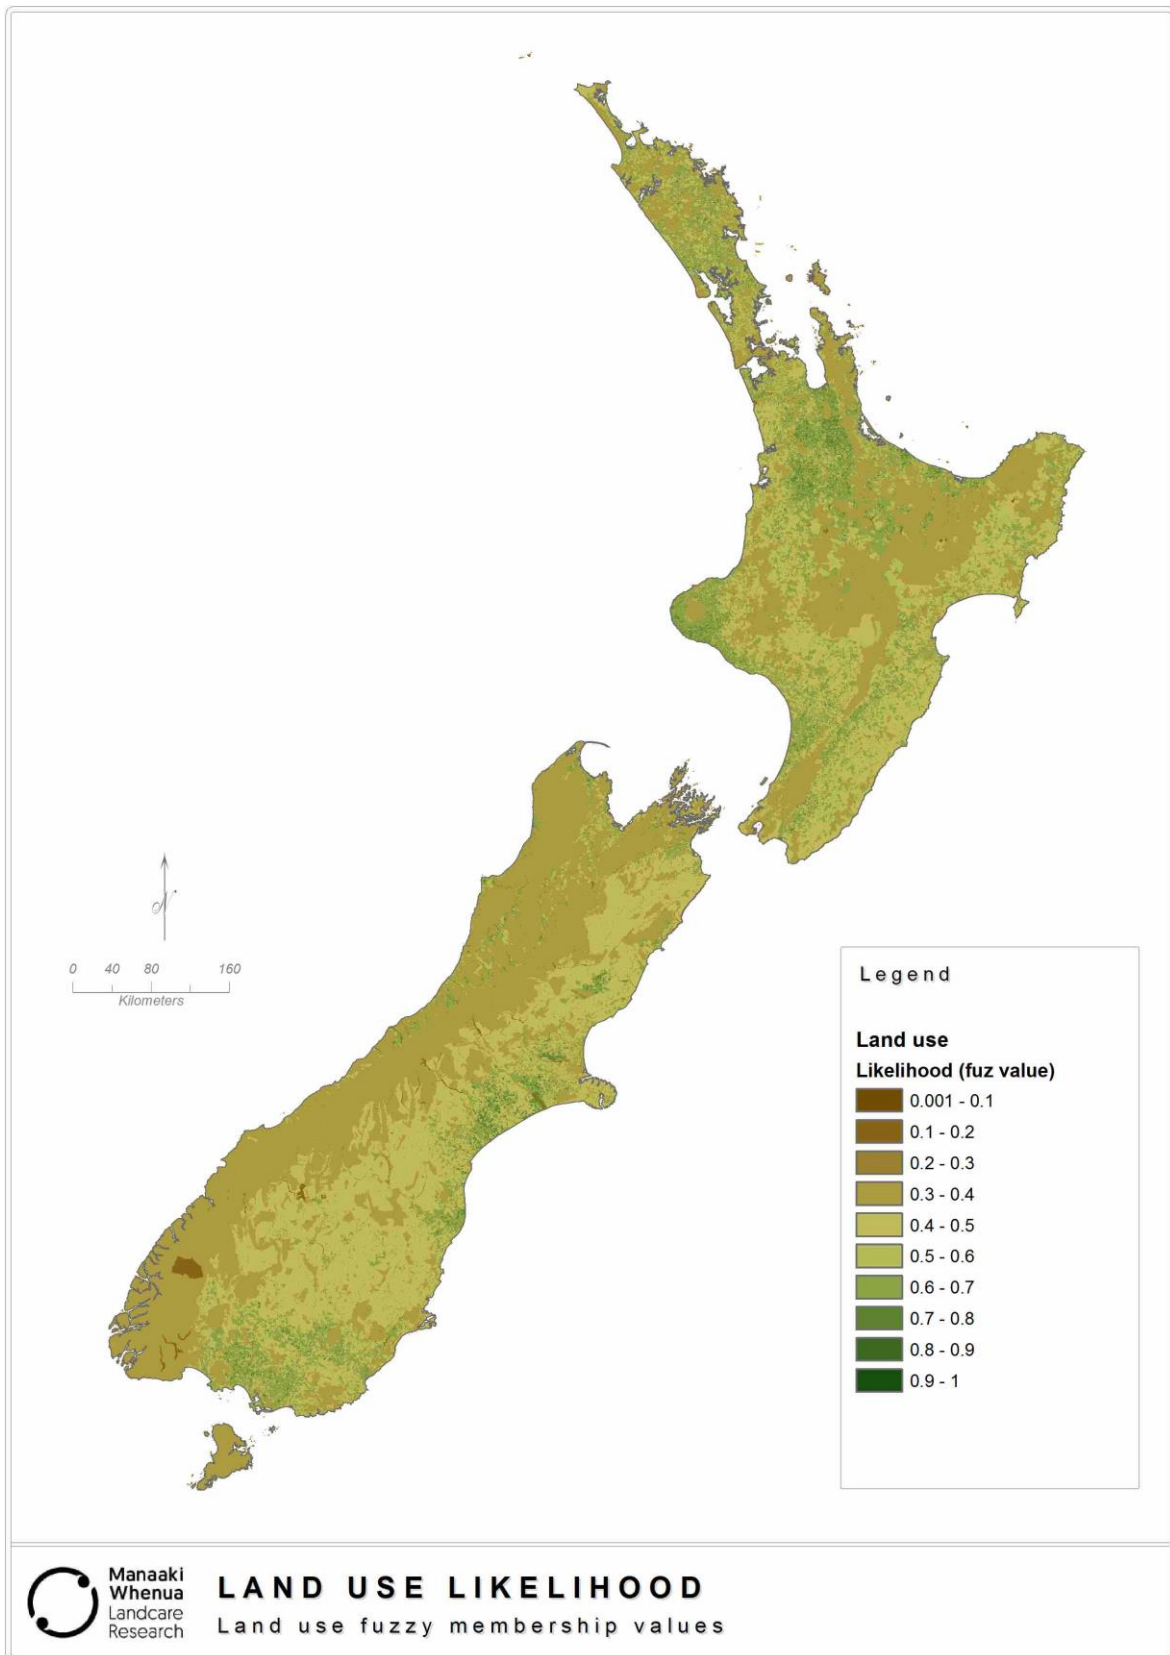 N
0 40 80 160
Kilometers
Legend
Land use
Likelihood (fuz value)
0.001 - 0.1
0.1 - 0.2
0.2 - 0.3
0.3 - 0.4
0.4 - 0.5
0.5 - 0.6
0.6 - 0.7
0.7 - 0.8
0.8 - 0.9
0.9 - 1
Manaaki
Whenua
Landcare
Research
LAND USE LIKELIHOOD
Land use fuzzy membership values